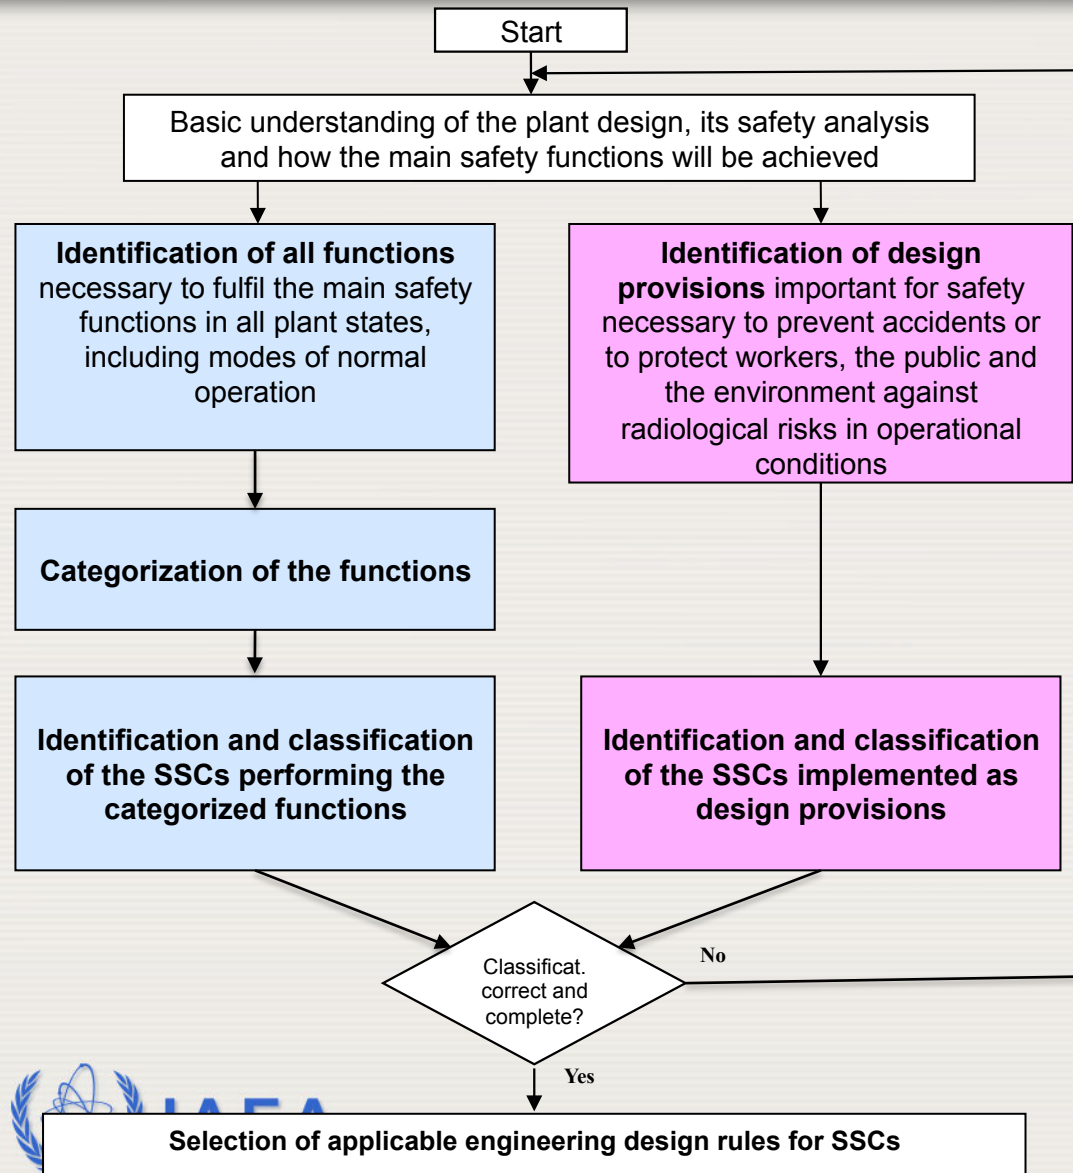 Start
Basic understanding of the plant design, its safety analysis
and how the main safety functions will be achieved
Identification of all functions
necessary to fulfil the main safety
functions in all plant states,
including modes of normal
operation
Identification of design
provisions important for safety
necessary to prevent accidents or
to protect workers, the public and
the environment against
radiological risks in operational
conditions
Categorization of the functions
Identification and classification
of the SSCs performing the
categorized functions
Identification and classification
of the SSCs implemented as
design provisions
Classificat.
correct and
complete?
No
Yes
IAEA
Selection of applicable engineering design rules for SSCs